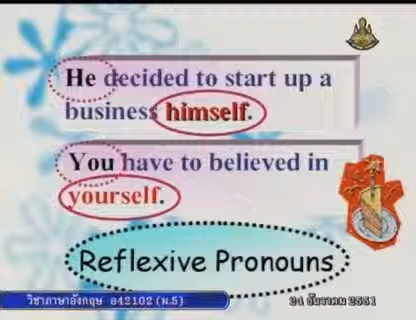 He decided to start up a
business himself.
You have to believed in
yourself.
Reflexive Pronouns
วิชาภาษาอังกฤษ อ42102 (ม.5)
24 ธันวาคม 2551